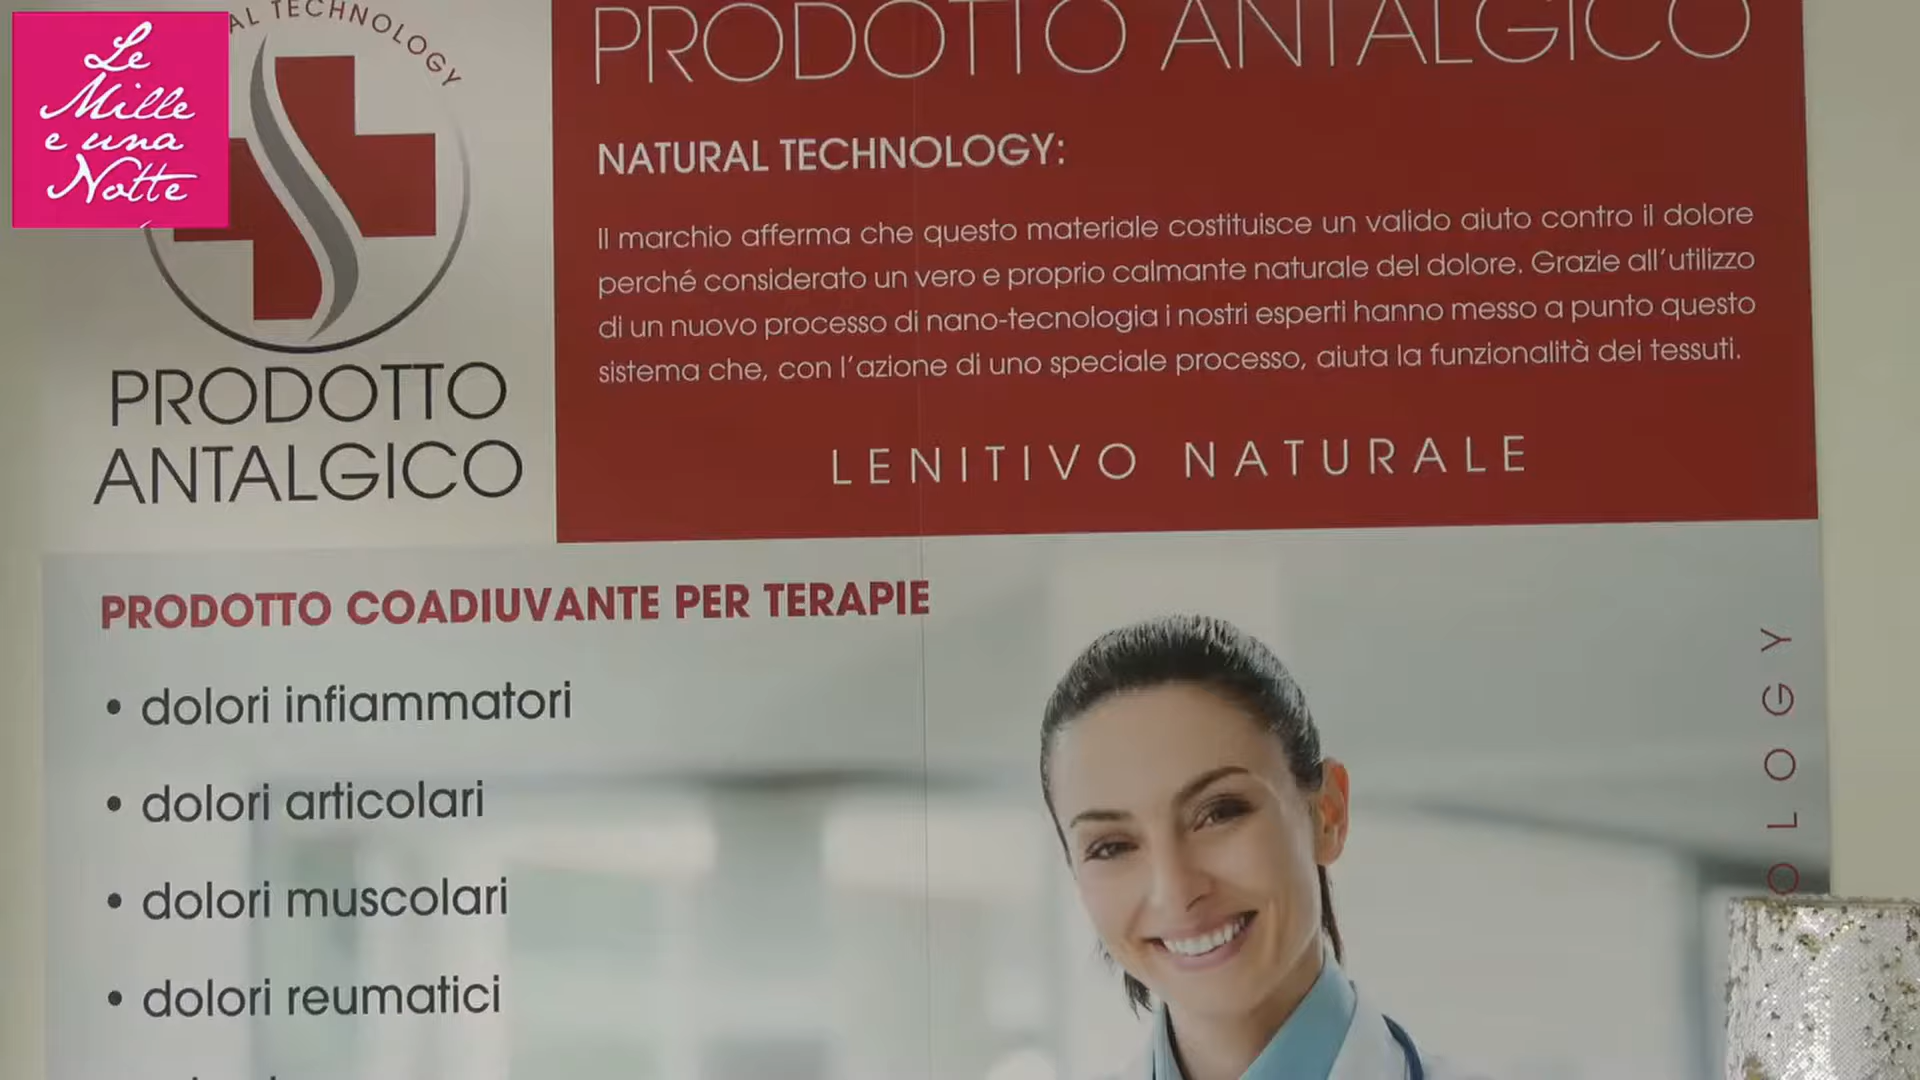 Le
Mille
e una
Notte
AL TECHNOLOGY
PRODOTTO
ANTALGICO
PRODOTTO ANTALGICO
NATURAL TECHNOLOGY:
Il marchio afferma che questo materiale costituisce un valido aiuto contro il dolore
perché considerato un vero e proprio calmante naturale del dolore. Grazie all'utilizzo
di un nuovo processo di nano-tecnologia i nostri esperti hanno messo a punto questo
sistema che, con l'azione di uno speciale processo, aiuta la funzionalità dei tessuti.
LENITIVO NATURALE
PRODOTTO COADIUVANTE PER TERAPIE
• dolori infiammatori
• dolori articolari
• dolori muscolari
• dolori reumatici
OLOGY